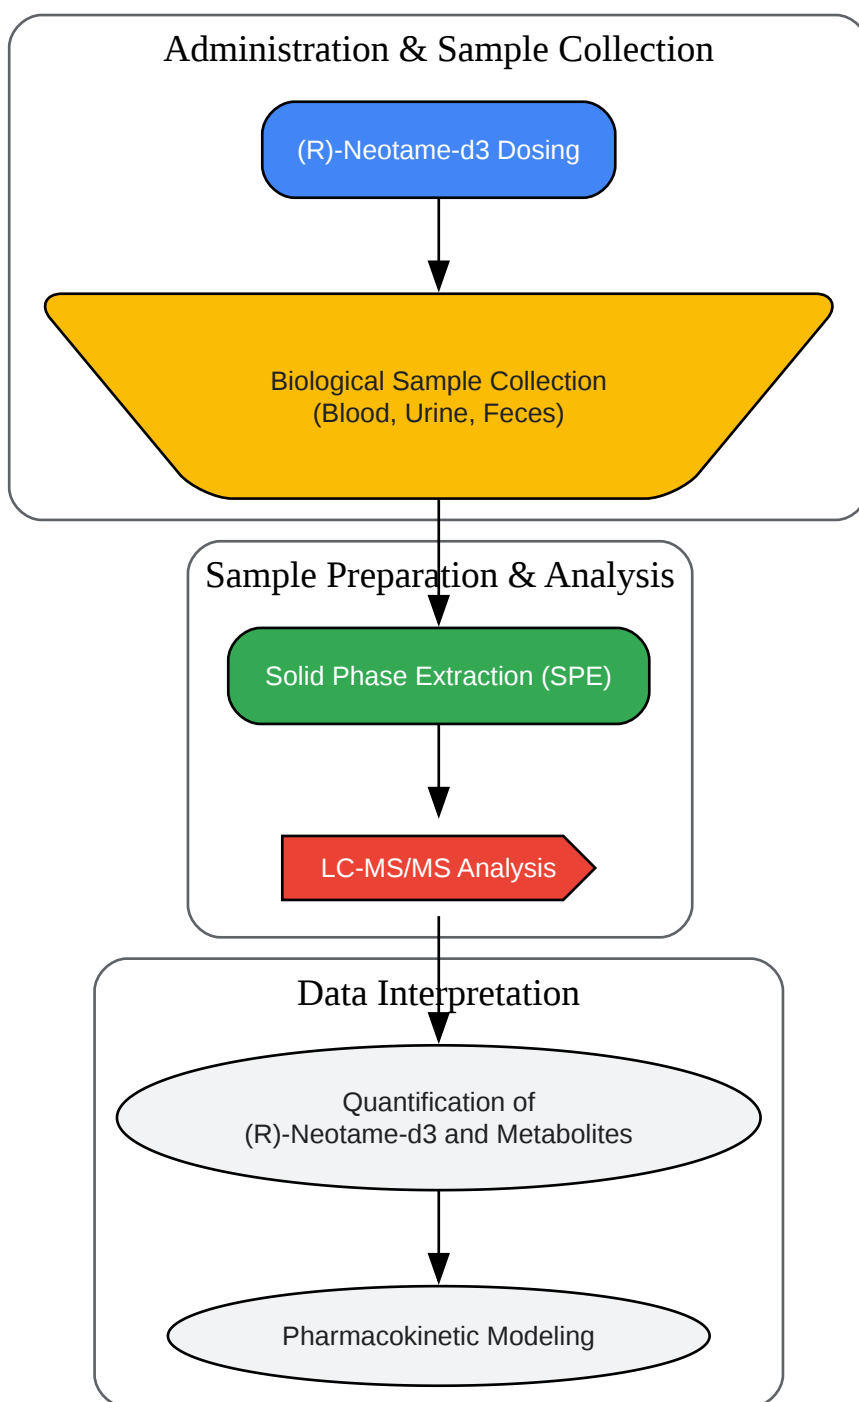 Administration & Sample Collection
(R)-Neotame-d3 Dosing
Biological Sample Collection
(Blood, Urine, Feces)
Sample Preparation & Analysis
Solid Phase Extraction (SPE)
LC-MS/MS Analysis
Data Interpretation
Quantification of
(R)-Neotame-d3 and Metabolites
Pharmacokinetic Modeling